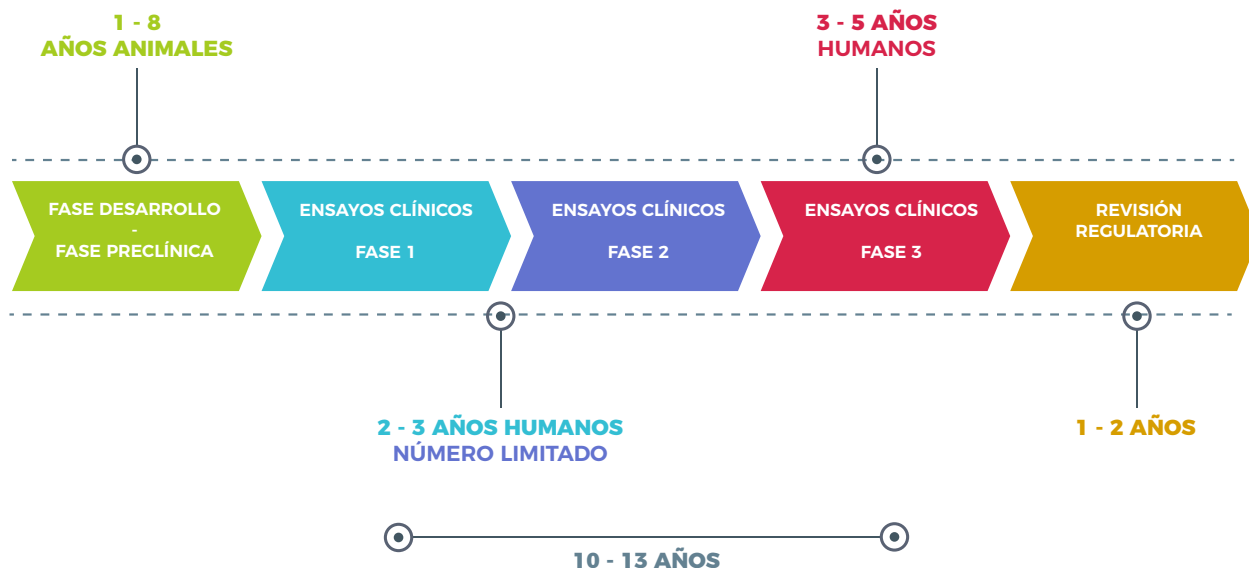 1 - 8
AÑOS ANIMALES
3 - 5 AÑOS
HUMANOS
FASE DESARROLLO
-
FASE PRECLÍNICA
ENSAYOS CLÍNICOS
FASE 1
ENSAYOS CLÍNICOS
FASE 2
ENSAYOS CLÍNICOS
FASE 3
REVISIÓN
REGULATORIA
2 - 3 AÑOS HUMANOS
NÚMERO LIMITADO
1 - 2 AÑOS
10 - 13 AÑOS